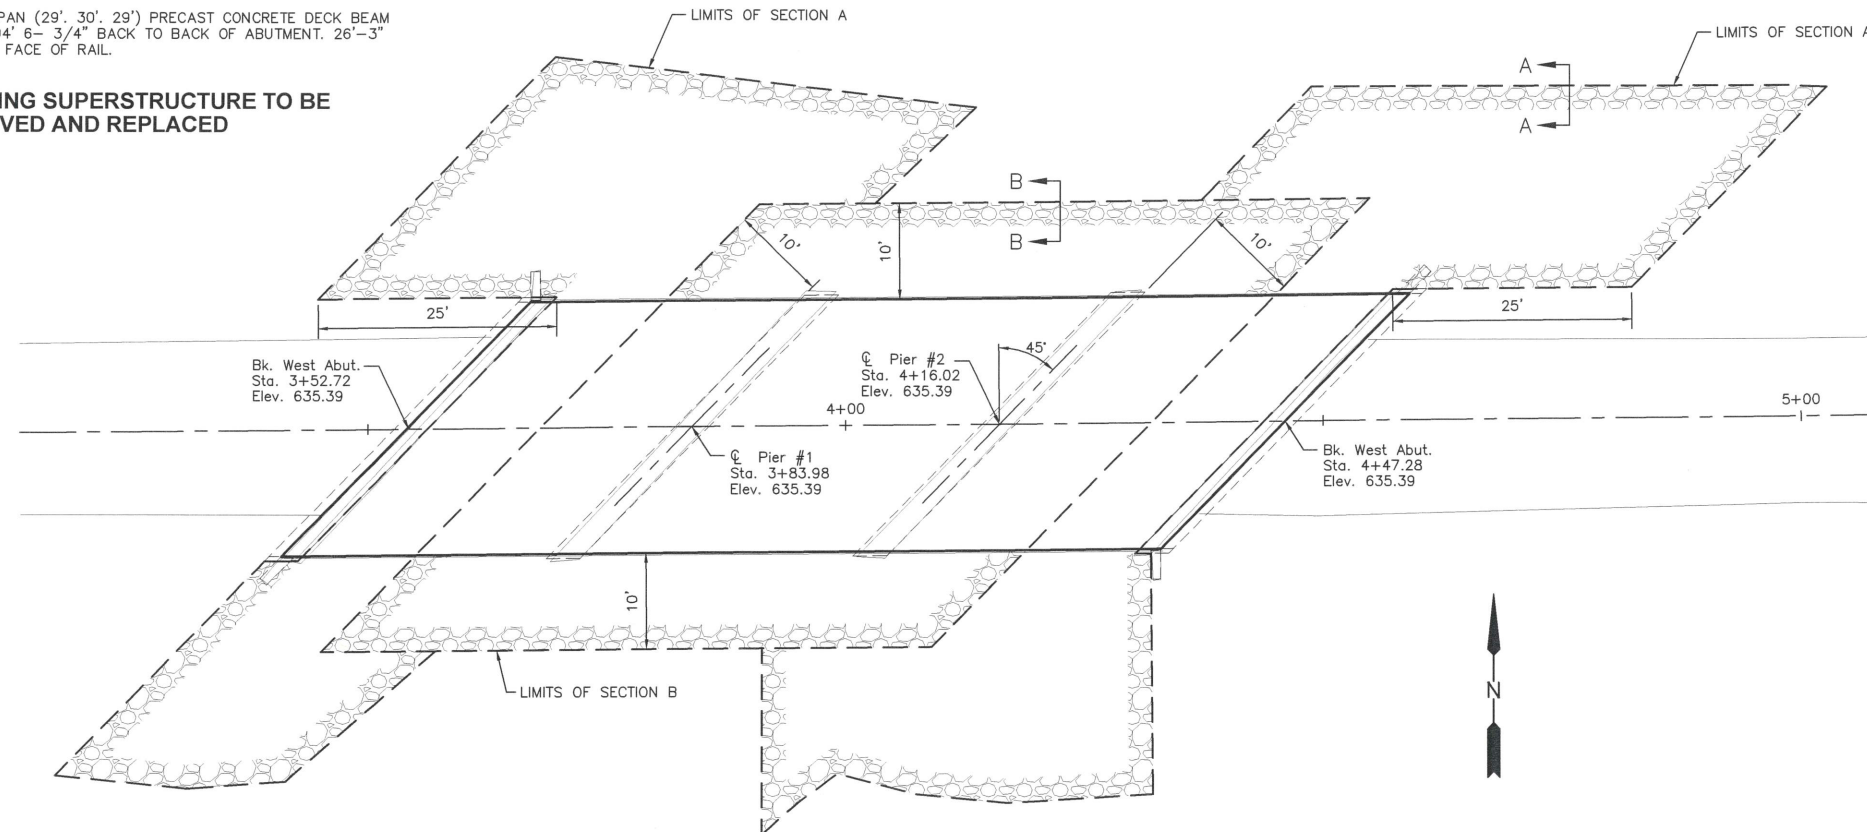 PAN (29'. 30'. 29') PRECAST CONCRETE DECK BEAM
4' 6- 3/4" BACK TO BACK OF ABUTMENT. 26'-3"
FACE OF RAIL.
ING SUPERSTRUCTURE TO BE
VED AND REPLACED
LIMITS OF SECTION A
LIMITS OF SECTION A
A
A
B
B
10'
10'
10'
25'
25'
Bk. West Abut.
Sta. 3+52.72
Elev. 635.39
℄ Pier #2
Sta. 4+16.02
Elev. 635.39
45°
4+00
5+00
℄ Pier #1
Sta. 3+83.98
Elev. 635.39
Bk. West Abut.
Sta. 4+47.28
Elev. 635.39
10'
LIMITS OF SECTION B
N